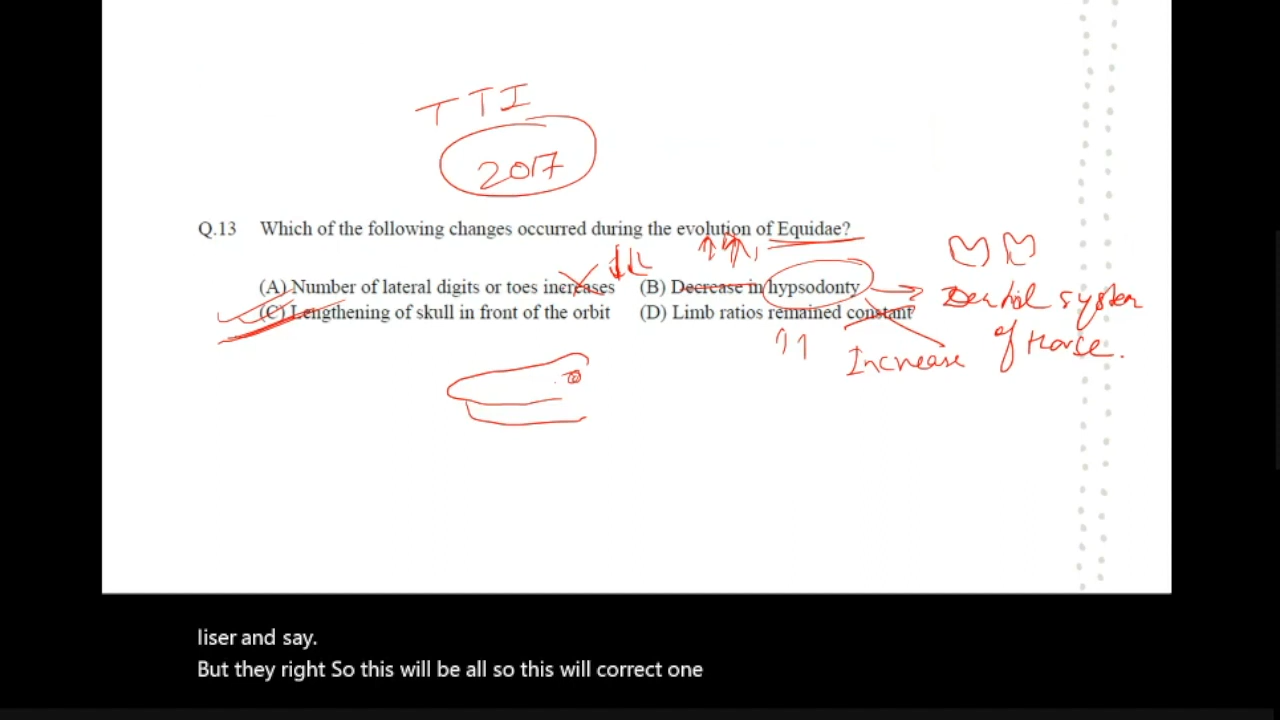 TTI
2017
Q.13 Which of the following changes occurred during the evolution of Equidae?
(A) Number of lateral digits or toes increases (B) Decrease in hypsodonty
(C) Lengthening of skull in front of the orbit (D) Limb ratios remained constant
Dental system
of Horse.
Increase
liser and say.
But they right So this will be all so this will correct one